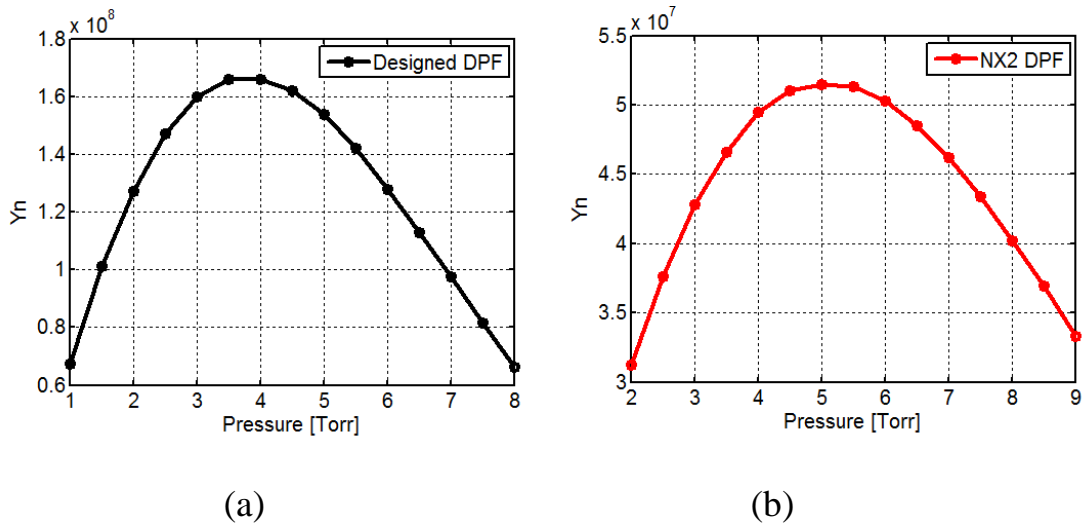 x 10^8
1.8
1.6
1.4
1.2
1
0.8
0.6
Yn
Designed DPF
1 2 3 4 5 6 7 8
Pressure [Torr]
(a)
x 10^7
5.5
5
4.5
4
3.5
3
Yn
NX2 DPF
2 3 4 5 6 7 8 9
Pressure [Torr]
(b)